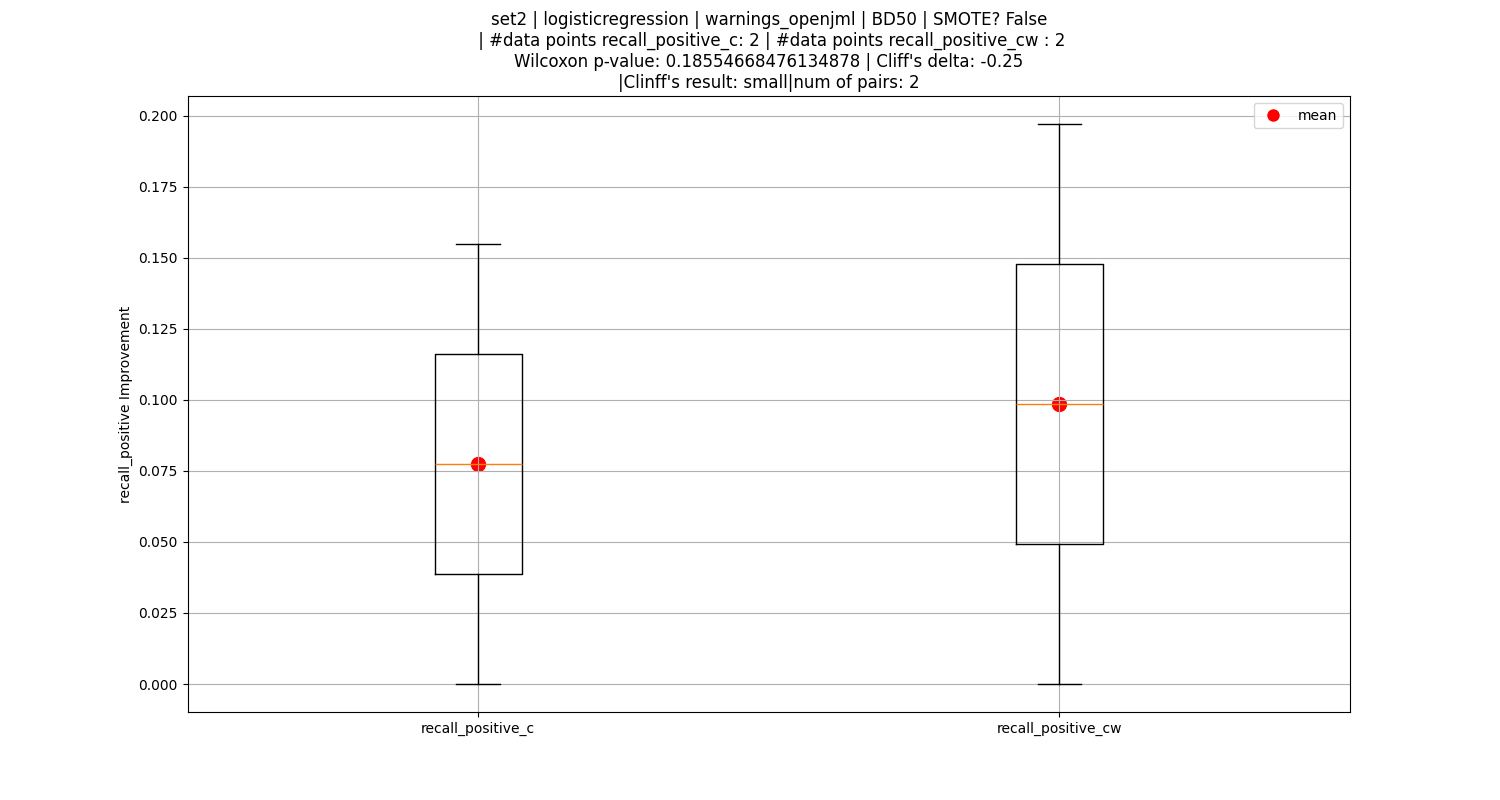 set2 | logisticregression | warnings_openjml | BD50 | SMOTE? False
| #data points recall_positive_c: 2 | #data points recall_positive_cw : 2
Wilcoxon p-value: 0.18554668476134878 | Cliff's delta: -0.25
|Clinff's result: small|num of pairs: 2
mean
0.200
0.175
0.150
0.125
0.100
0.075
0.050
0.025
0.000
recall_positive Improvement
recall_positive_c
recall_positive_cw